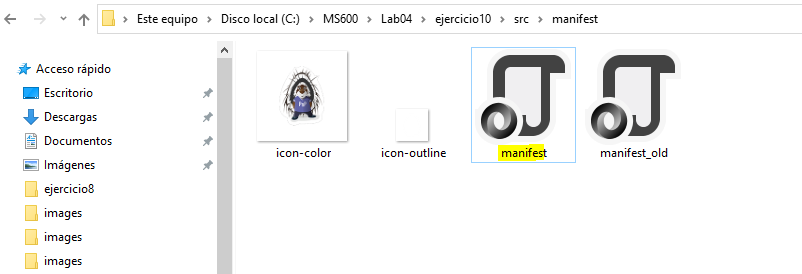 Este equipo > Disco local (C:) > MS600 > Lab04 > ejercicio10 > src > manifest
Acceso rápido
Escritorio
Descargas
Documentos
Imágenes
ejercicio8
images
images
images
icon-color
icon-outline
manifest
manifest_old